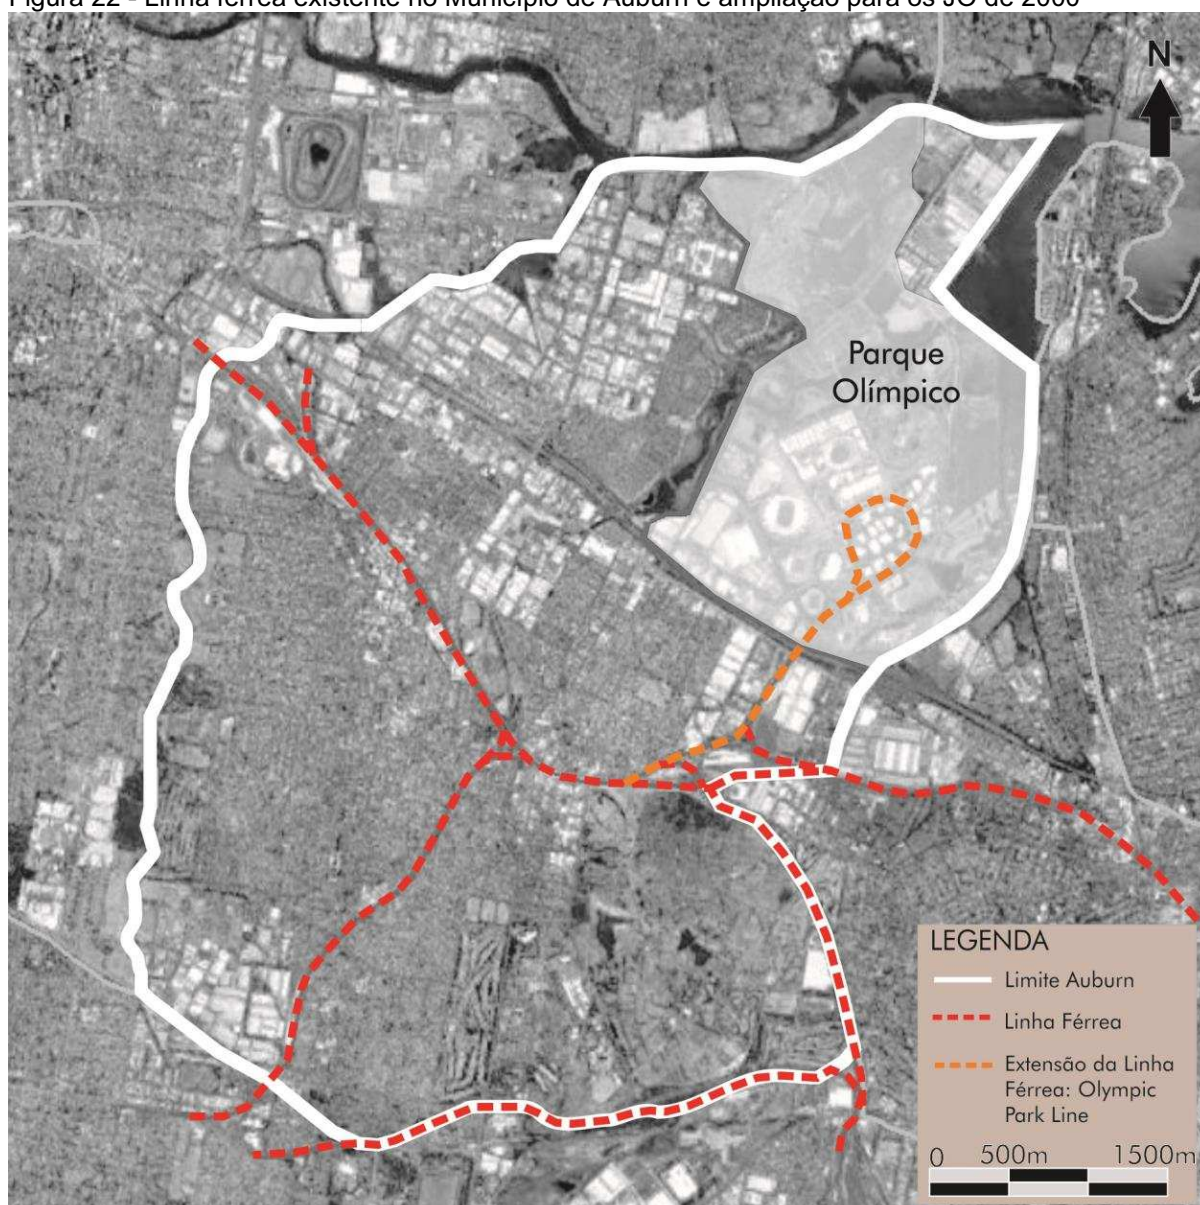 Figura 22 - Linha férrea existente no Município de Auburn e ampliação para os JO de 2000
N
Parque
Olímpico
LEGENDA
Limite Auburn
Linha Férrea
Extensão da Linha
Férrea: Olympic
Park Line
0 500m 1500m